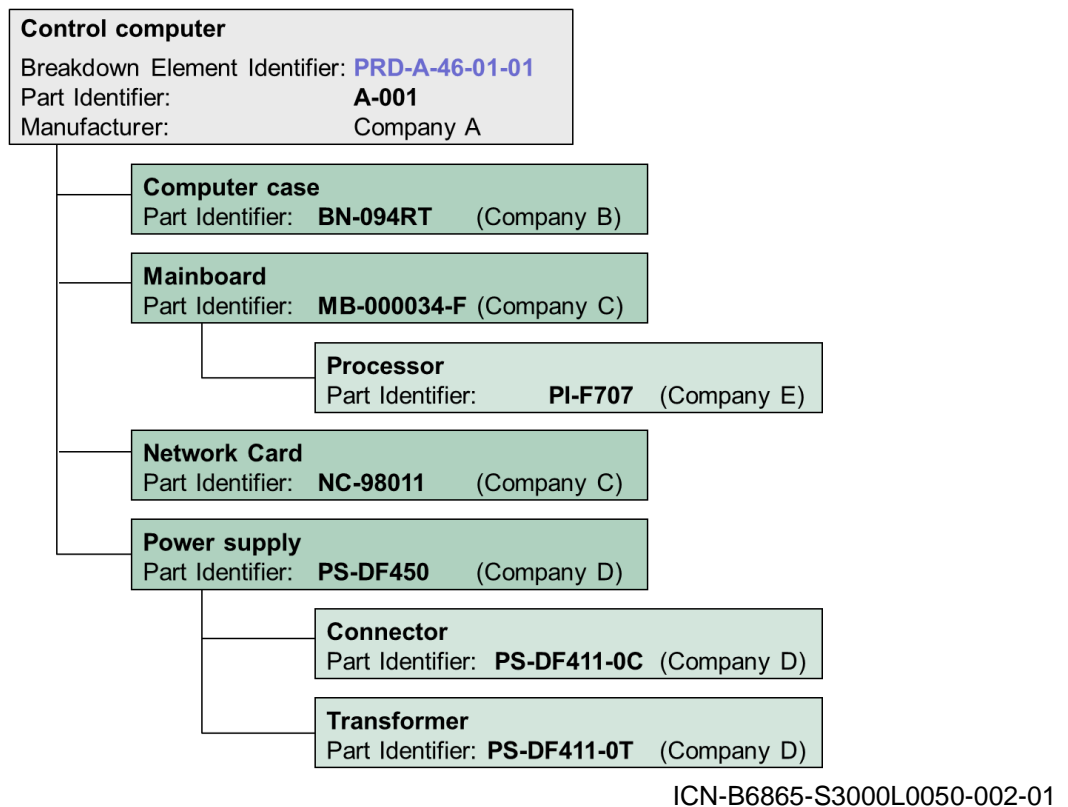 Control computer
Breakdown Element Identifier: PRD-A-46-01-01
Part Identifier: A-001
Manufacturer: Company A
Computer case
Part Identifier: BN-094RT (Company B)
Mainboard
Part Identifier: MB-000034-F (Company C)
Processor
Part Identifier: PI-F707 (Company E)
Network Card
Part Identifier: NC-98011 (Company C)
Power supply
Part Identifier: PS-DF450 (Company D)
Connector
Part Identifier: PS-DF411-0C (Company D)
Transformer
Part Identifier: PS-DF411-0T (Company D)
ICN-B6865-S3000L0050-002-01